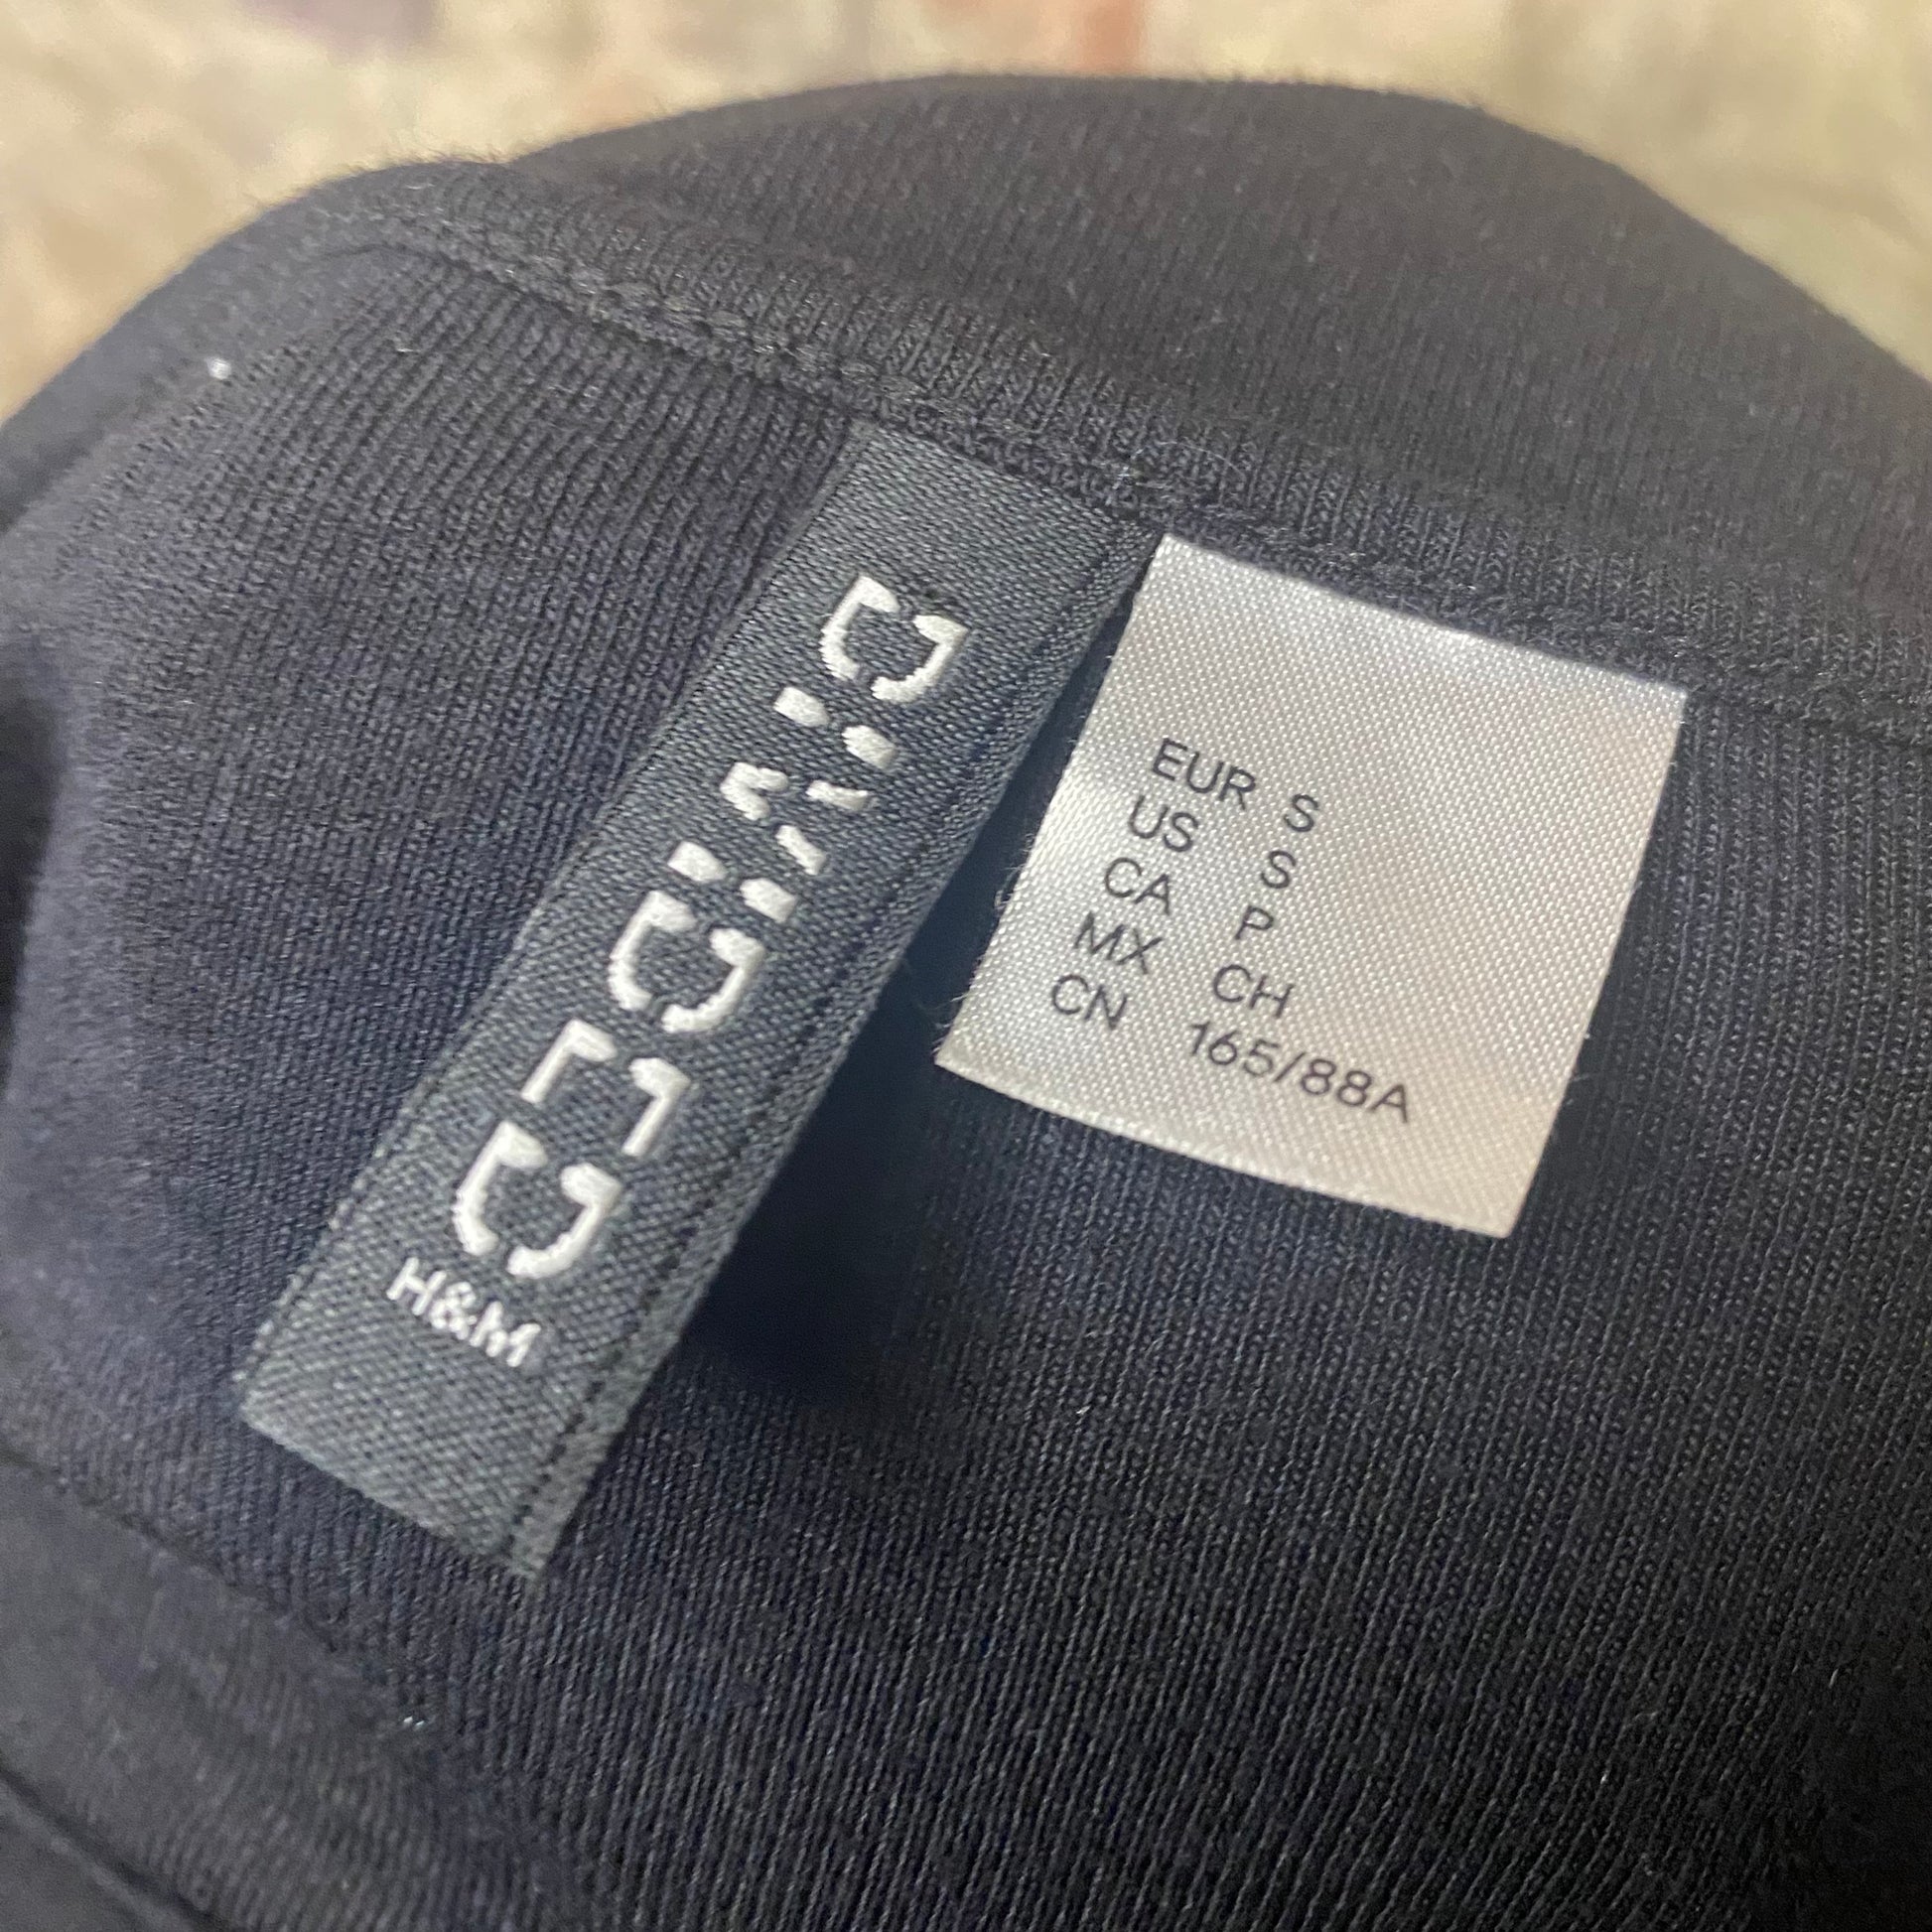 DIVIDED
H&M
EUR S
US S
CA P
MX CH
CN 165/88A